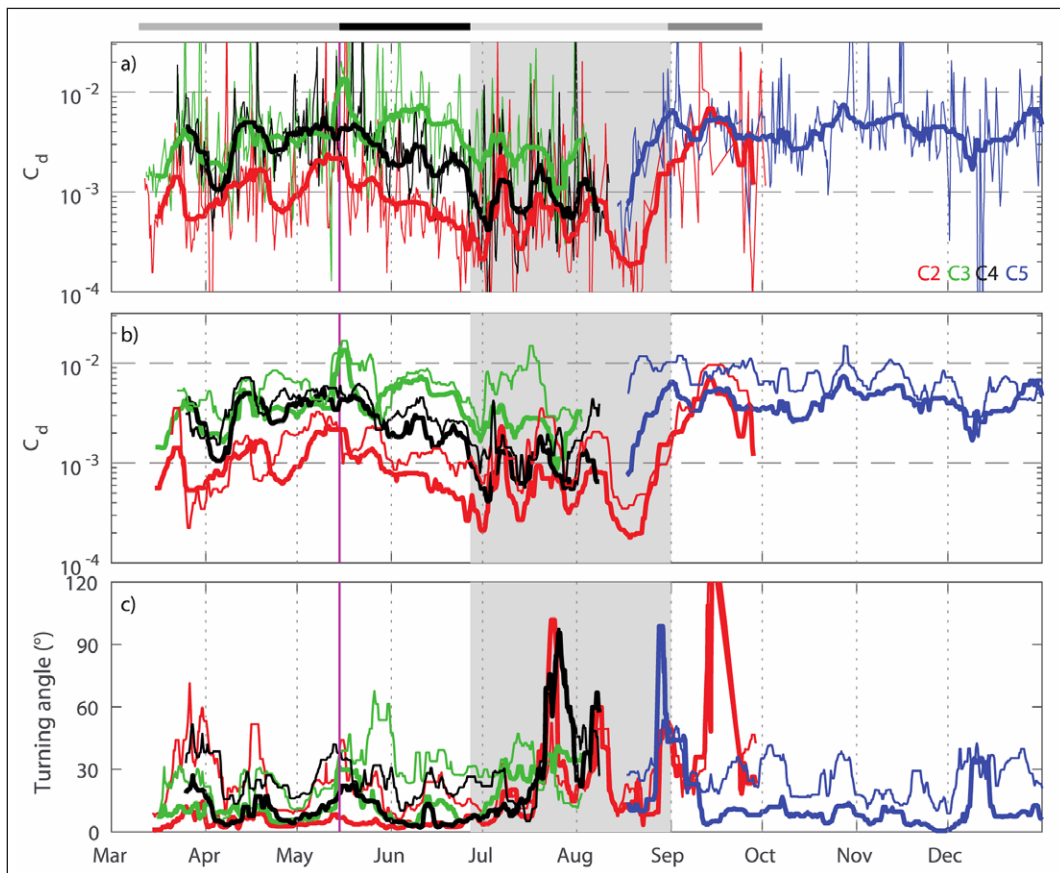 a)
10⁻²
C_d
10⁻³
10⁻⁴
C2 C3 C4 C5
b)
10⁻²
C_d
10⁻³
10⁻⁴
c)
120
90
Turning angle (°)
60
30
0
Mar Apr May Jun Jul Aug Sep Oct Nov Dec